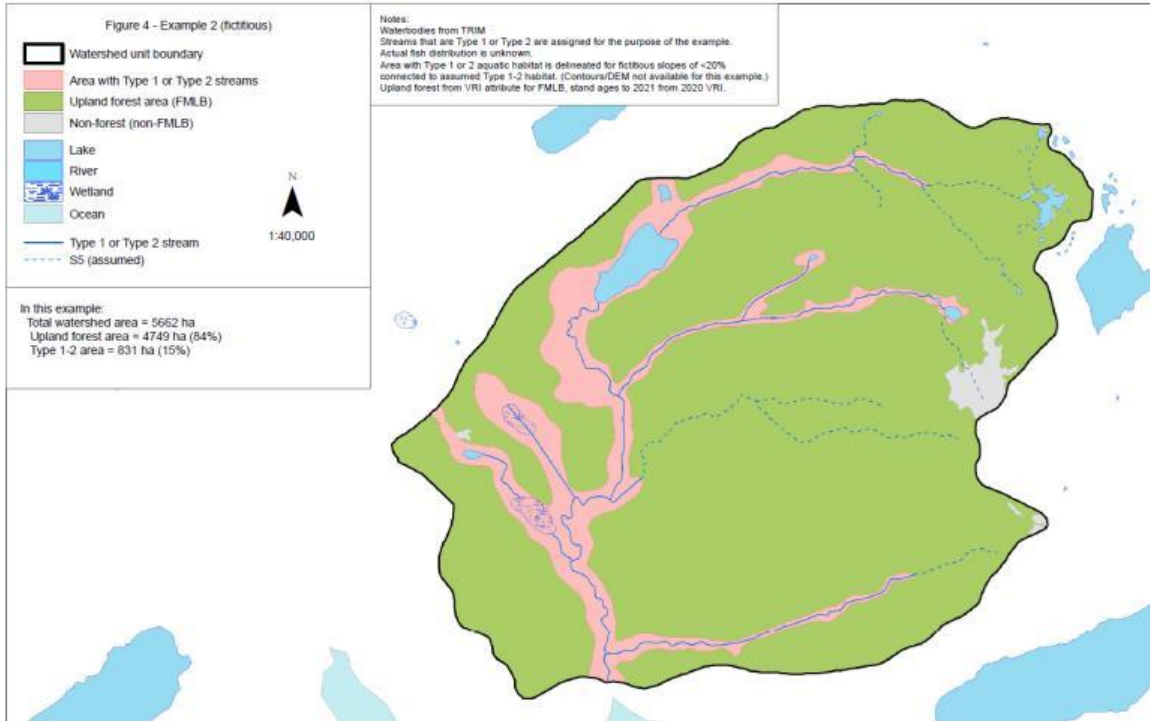 Figure 4 - Example 2 (fictitious)
Watershed unit boundary
Area with Type 1 or Type 2 streams
Upland forest area (FMLB)
Non-forest (non-FMLB)
Lake
River
Wetland
Ocean
Type 1 or Type 2 stream
S5 (assumed)
N
1:40,000
In this example:
Total watershed area = 5662 ha
Upland forest area = 4749 ha (84%)
Type 1-2 area = 831 ha (15%)
Notes:
Waterbodies from TRIM
Streams that are Type 1 or Type 2 are assigned for the purpose of the example.
Actual fish distribution is unknown.
Area with Type 1 or 2 aquatic habitat is delineated for fictitious slopes of <20%
connected to assumed Type 1-2 habitat. (Contours/DEM not available for this example.)
Upland forest from VRI attribute for FMLB, stand ages to 2021 from 2020 VRI.